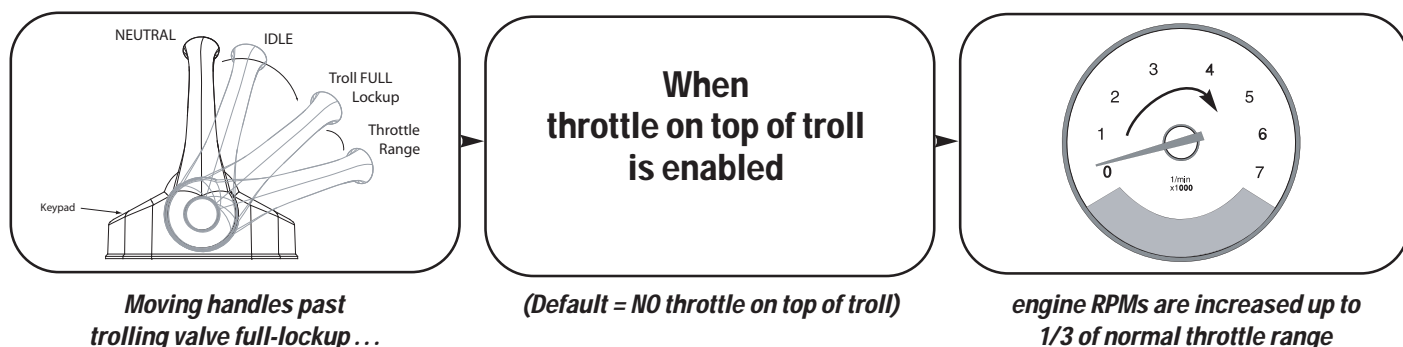 NEUTRAL
IDLE
Troll FULL
Lockup
Throttle
Range
Keypad
Moving handles past
trolling valve full-lockup . . .
When
throttle on top of troll
is enabled
(Default = NO throttle on top of troll)
0
1
2
3
4
5
6
7
1/min
x1000
engine RPMs are increased up to
1/3 of normal throttle range